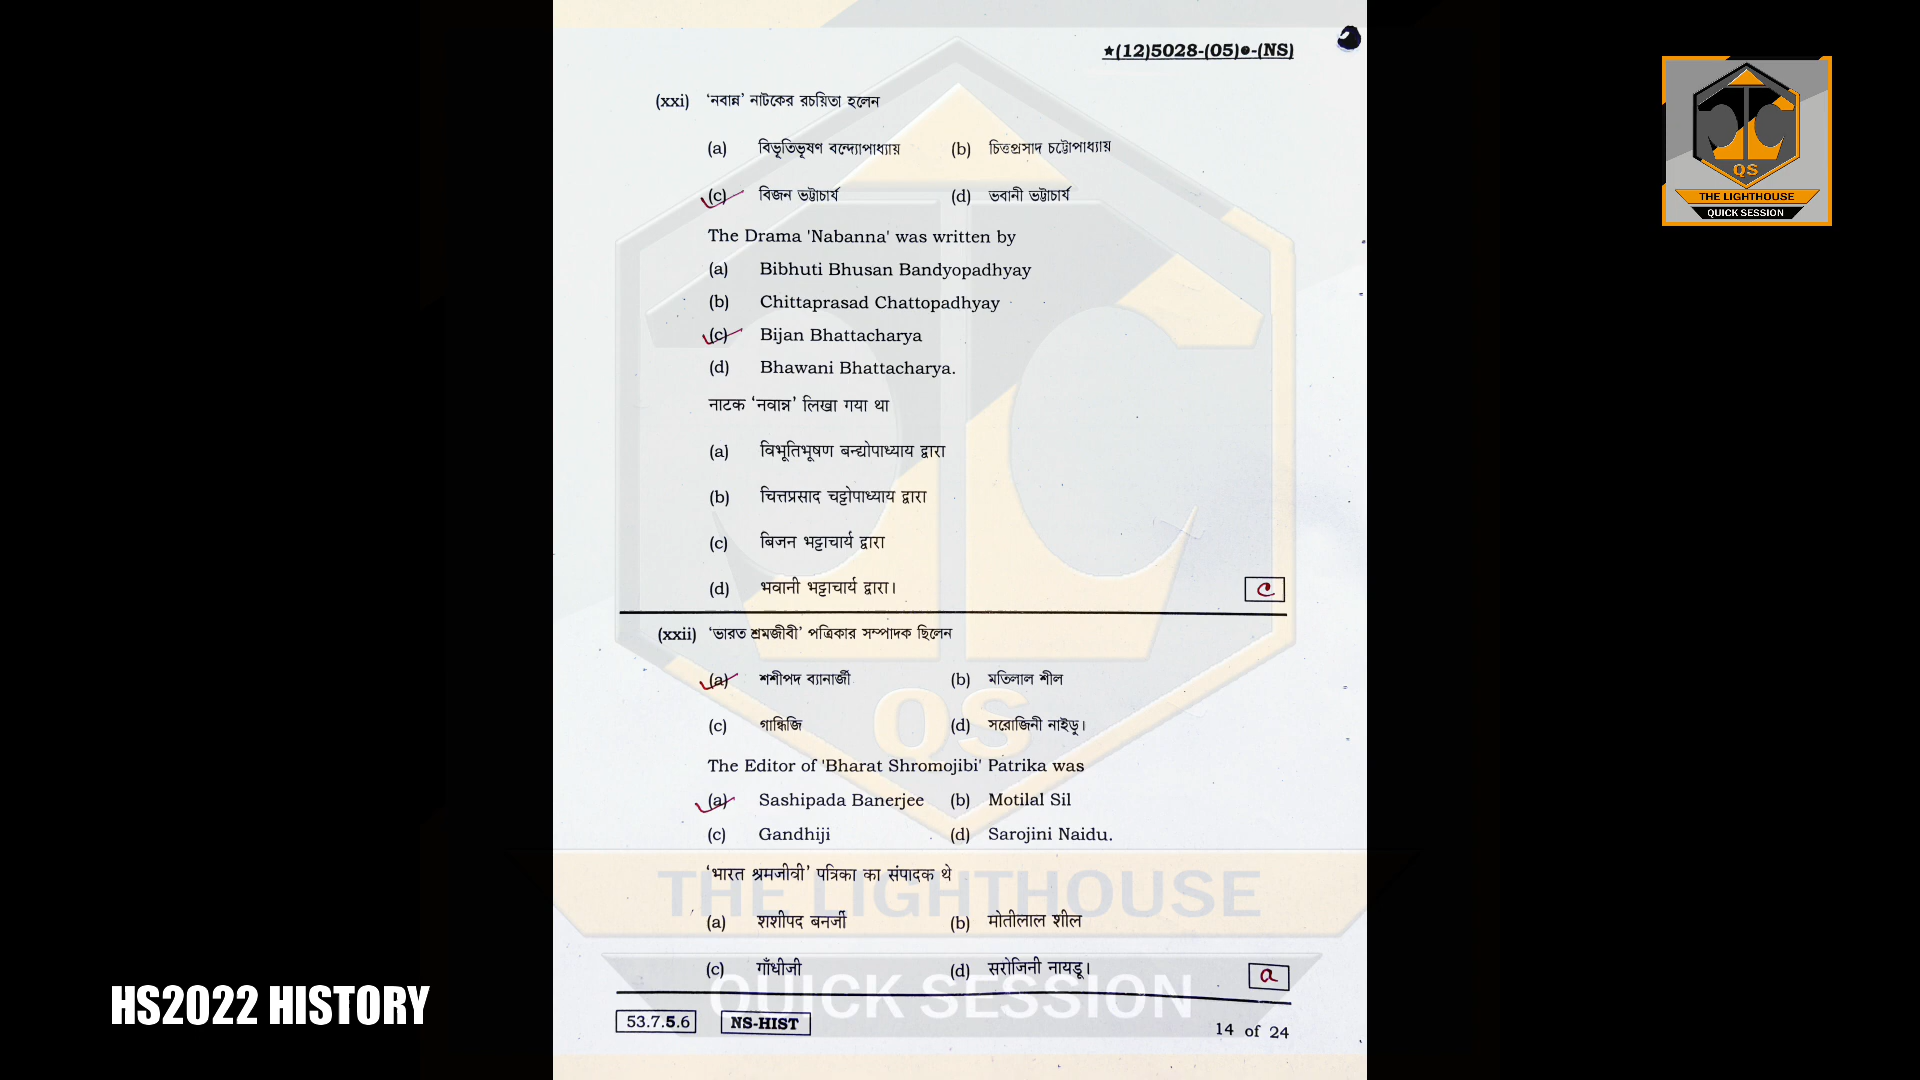 ★(12)5028-(05)●-(NS)
(xxi) ‘নবান্ন’ নাটকের রচয়িতা হলেন
(a) বিভূতিভূষণ বন্দ্যোপাধ্যায় (b) চিত্তপ্রসাদ চট্টোপাধ্যায়
(c) বিজন ভট্টাচার্য (d) ভবানী ভট্টাচার্য
The Drama 'Nabanna' was written by
(a) Bibhuti Bhusan Bandyopadhyay
(b) Chittaprasad Chattopadhyay
(c) Bijan Bhattacharya
(d) Bhawani Bhattacharya.
नाटक ‘नवान्न’ लिखा गया था
(a) विभूतिभूषण बन्द्योपाध्याय द्वारा
(b) चित्तप्रसाद चट्टोपाध्याय द्वारा
(c) बिजन भट्टाचार्य द्वारा
(d) भवानी भट्टाचार्य द्वारा।
c
(xxii) ‘ভারত শ্রমজীবী’ পত্রিকার সম্পাদক ছিলেন
(a) শশীপদ ব্যানার্জী (b) মতিলাল শীল
(c) গান্ধিজি (d) সরোজিনী নাইডু।
The Editor of 'Bharat Shromojibi' Patrika was
(a) Sashipada Banerjee (b) Motilal Sil
(c) Gandhiji (d) Sarojini Naidu.
‘भारत श्रमजीवी’ पत्रिका का संपादक थे
(a) शशीपद बनर्जी (b) मोतीलाल शील
(c) गाँधीजी (d) सरोजिनी नायडू।
a
53.7.5.6 NS-HIST 14 of 24
QS
THE LIGHTHOUSE
QUICK SESSION
HS2022 HISTORY
QS
THE LIGHTHOUSE
QUICK SESSION